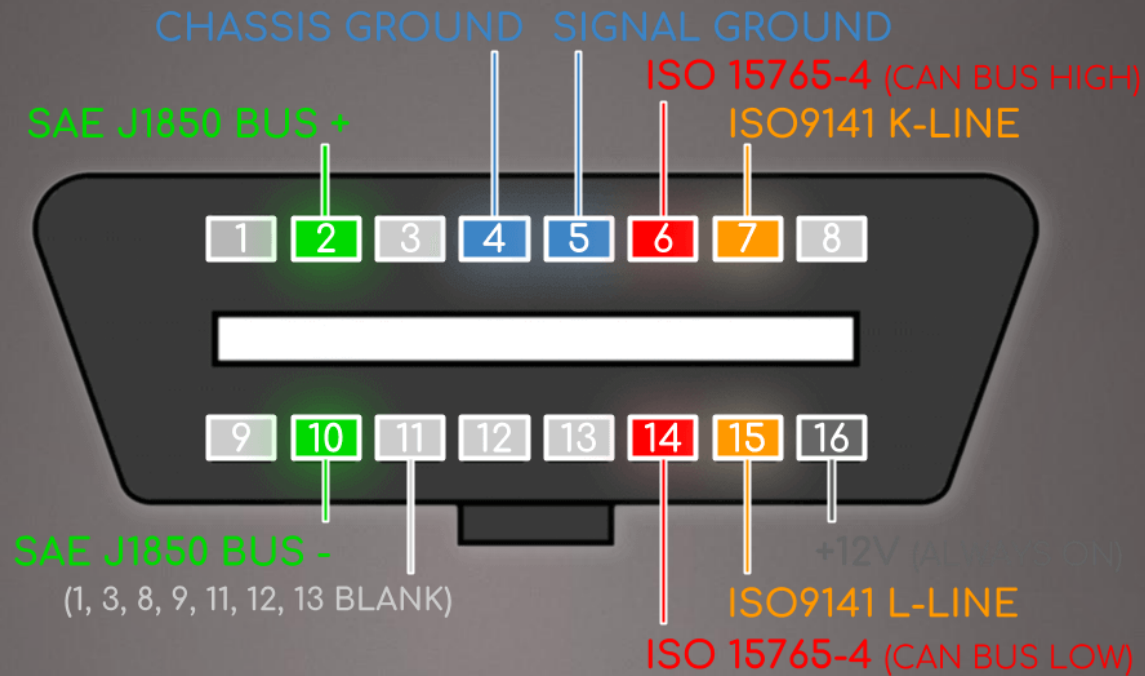 CHASSIS GROUND SIGNAL GROUND
ISO 15765-4 (CAN BUS HIGH)
SAE J1850 BUS + ISO9141 K-LINE
1 2 3 4 5 6 7 8
9 10 11 12 13 14 15 16
SAE J1850 BUS - +12V (ALWAYS ON)
(1, 3, 8, 9, 11, 12, 13 BLANK) ISO9141 L-LINE
ISO 15765-4 (CAN BUS LOW)